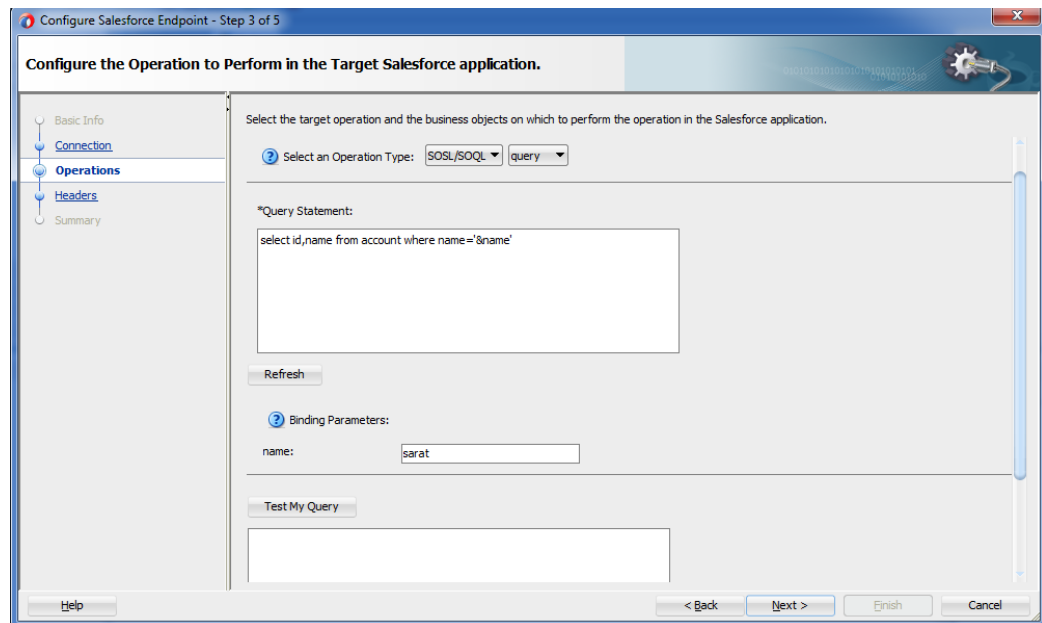 Configure Salesforce Endpoint - Step 3 of 5
Configure the Operation to Perform in the Target Salesforce application.
Basic Info
Connection
Operations
Headers
Summary
Select the target operation and the business objects on which to perform the operation in the Salesforce application.
Select an Operation Type: SOSL/SOQL query
*Query Statement:
select id,name from account where name='&name'
Refresh
Binding Parameters:
name: sarat
Test My Query
Help < Back Next > Finish Cancel